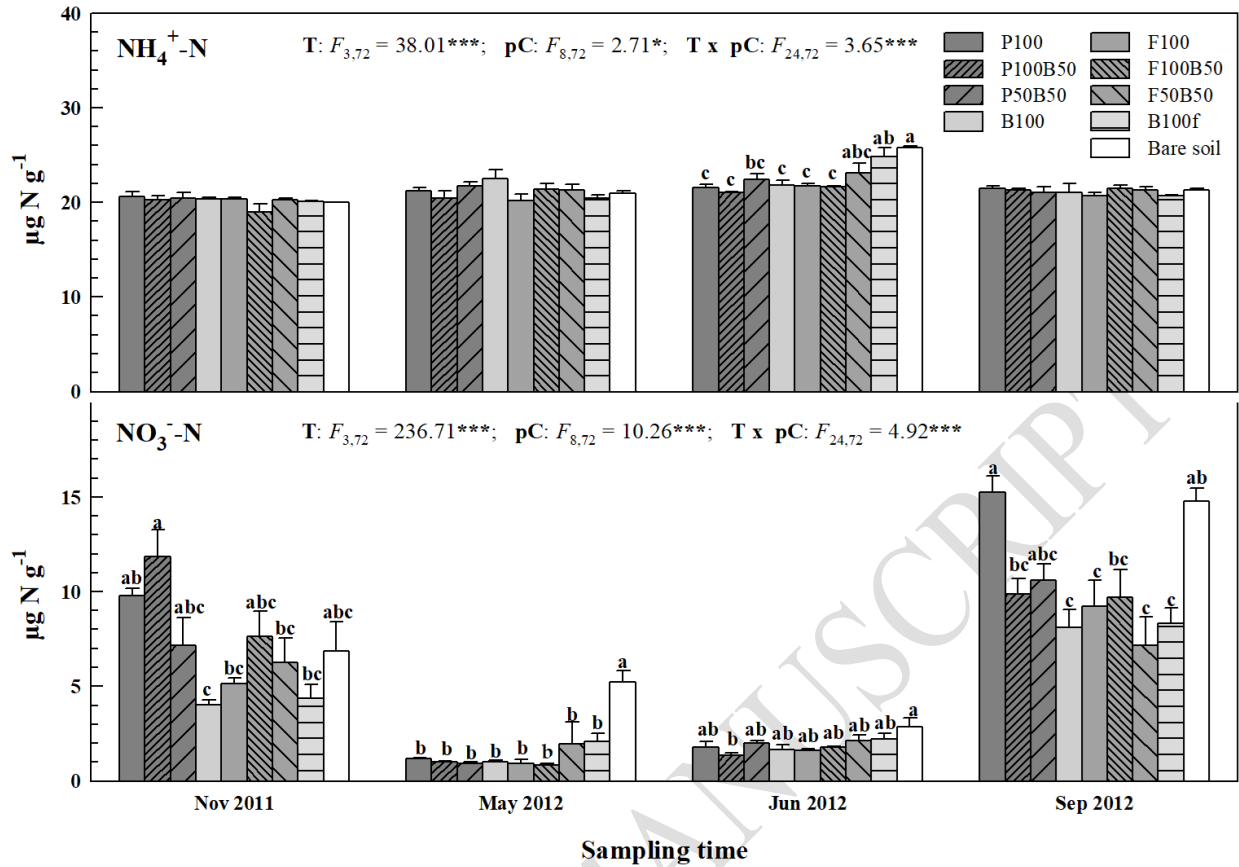 40
NH4+-N
T: F3,72 = 38.01***; pC: F8,72 = 2.71*; T x pC: F24,72 = 3.65***
P100 F100
P100B50 F100B50
P50B50 F50B50
B100 B100f
Bare soil
30
20
10
0
µg N g-1
c c bc c c c abc ab a
NO3--N
T: F3,72 = 236.71***; pC: F8,72 = 10.26***; T x pC: F24,72 = 4.92***
15
10
5
0
µg N g-1
ab a abc c bc abc bc bc abc
b b b b b b b b a
ab b ab ab ab ab ab ab a
a bc abc c c bc c c ab
Nov 2011 May 2012 Jun 2012 Sep 2012
Sampling time
ANUSCRIPT